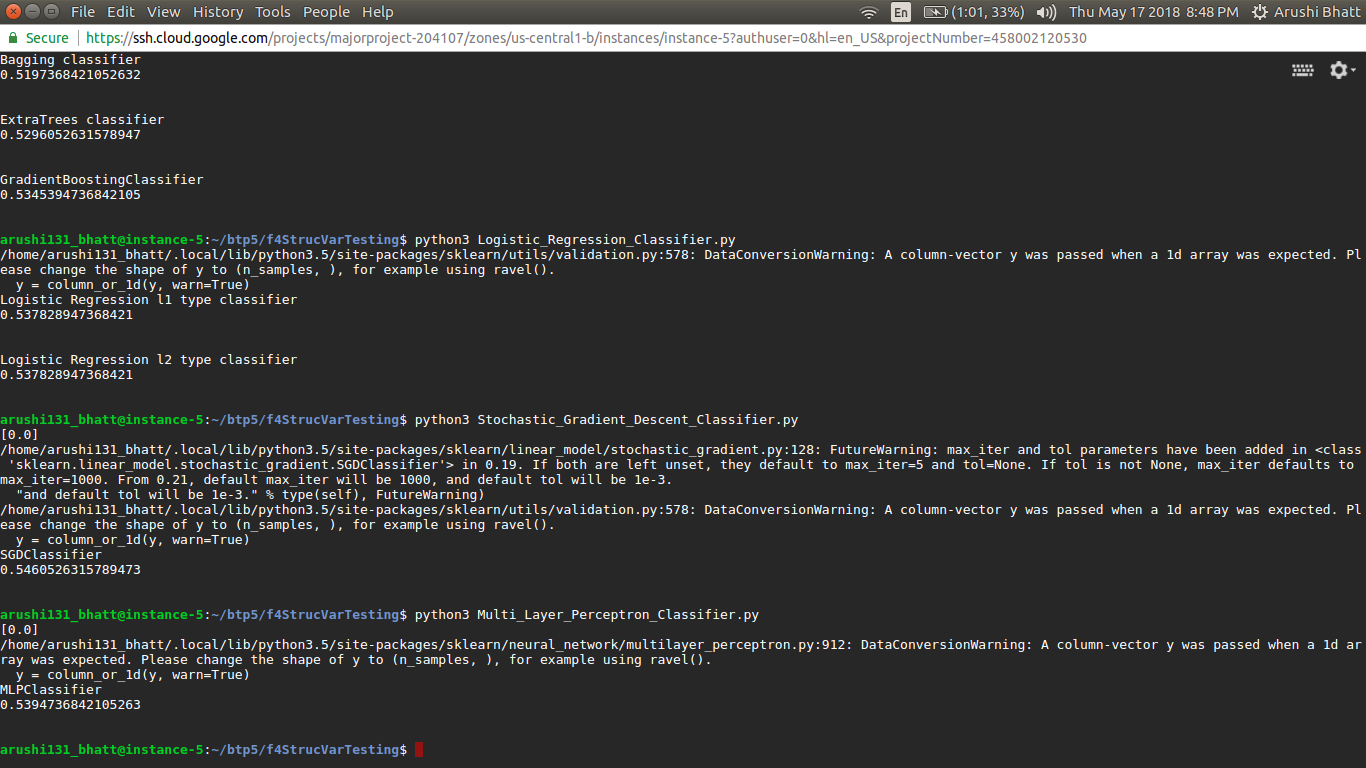 File Edit View History Tools People Help En (1:01, 33%) Thu May 17 2018 8:48 PM Arushi Bhatt
Secure https://ssh.cloud.google.com/projects/majorproject-204107/zones/us-central1-b/instances/instance-5?authuser=0&hl=en_US&projectNumber=458002120530
Bagging classifier
0.5197368421052632
ExtraTrees classifier
0.5296052631578947
GradientBoostingClassifier
0.5345394736842105
arushi131_bhatt@instance-5:~/btp5/f4StrucVarTesting$ python3 Logistic_Regression_Classifier.py
/home/arushi131_bhatt/.local/lib/python3.5/site-packages/sklearn/utils/validation.py:578: DataConversionWarning: A column-vector y was passed when a 1d array was expected. Pl
ease change the shape of y to (n_samples, ), for example using ravel().
y = column_or_1d(y, warn=True)
Logistic Regression l1 type classifier
0.537828947368421
Logistic Regression l2 type classifier
0.537828947368421
arushi131_bhatt@instance-5:~/btp5/f4StrucVarTesting$ python3 Stochastic_Gradient_Descent_Classifier.py
[0.0]
/home/arushi131_bhatt/.local/lib/python3.5/site-packages/sklearn/linear_model/stochastic_gradient.py:128: FutureWarning: max_iter and tol parameters have been added in <class
'sklearn.linear_model.stochastic_gradient.SGDClassifier'> in 0.19. If both are left unset, they default to max_iter=5 and tol=None. If tol is not None, max_iter defaults to
max_iter=1000. From 0.21, default max_iter will be 1000, and default tol will be 1e-3.
"and default tol will be 1e-3." % type(self), FutureWarning)
/home/arushi131_bhatt/.local/lib/python3.5/site-packages/sklearn/utils/validation.py:578: DataConversionWarning: A column-vector y was passed when a 1d array was expected. Pl
ease change the shape of y to (n_samples, ), for example using ravel().
y = column_or_1d(y, warn=True)
SGDClassifier
0.5460526315789473
arushi131_bhatt@instance-5:~/btp5/f4StrucVarTesting$ python3 Multi_Layer_Perceptron_Classifier.py
[0.0]
/home/arushi131_bhatt/.local/lib/python3.5/site-packages/sklearn/neural_network/multilayer_perceptron.py:912: DataConversionWarning: A column-vector y was passed when a 1d ar
ray was expected. Please change the shape of y to (n_samples, ), for example using ravel().
y = column_or_1d(y, warn=True)
MLPClassifier
0.5394736842105263
arushi131_bhatt@instance-5:~/btp5/f4StrucVarTesting$